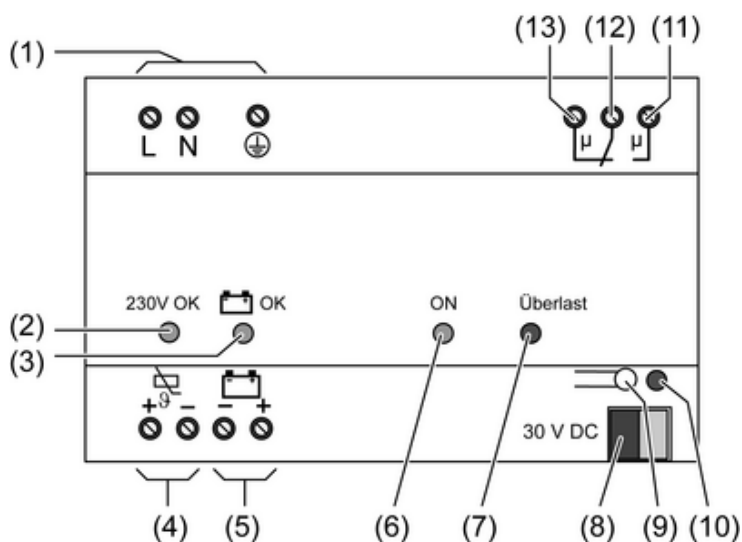 (13) (12) (11)
(1)
L N
µ µ
230V OK OK ON Überlast
(2)
(3)
+ ϑ − − +
30 V DC
(4) (5) (6) (7) (8) (9) (10)